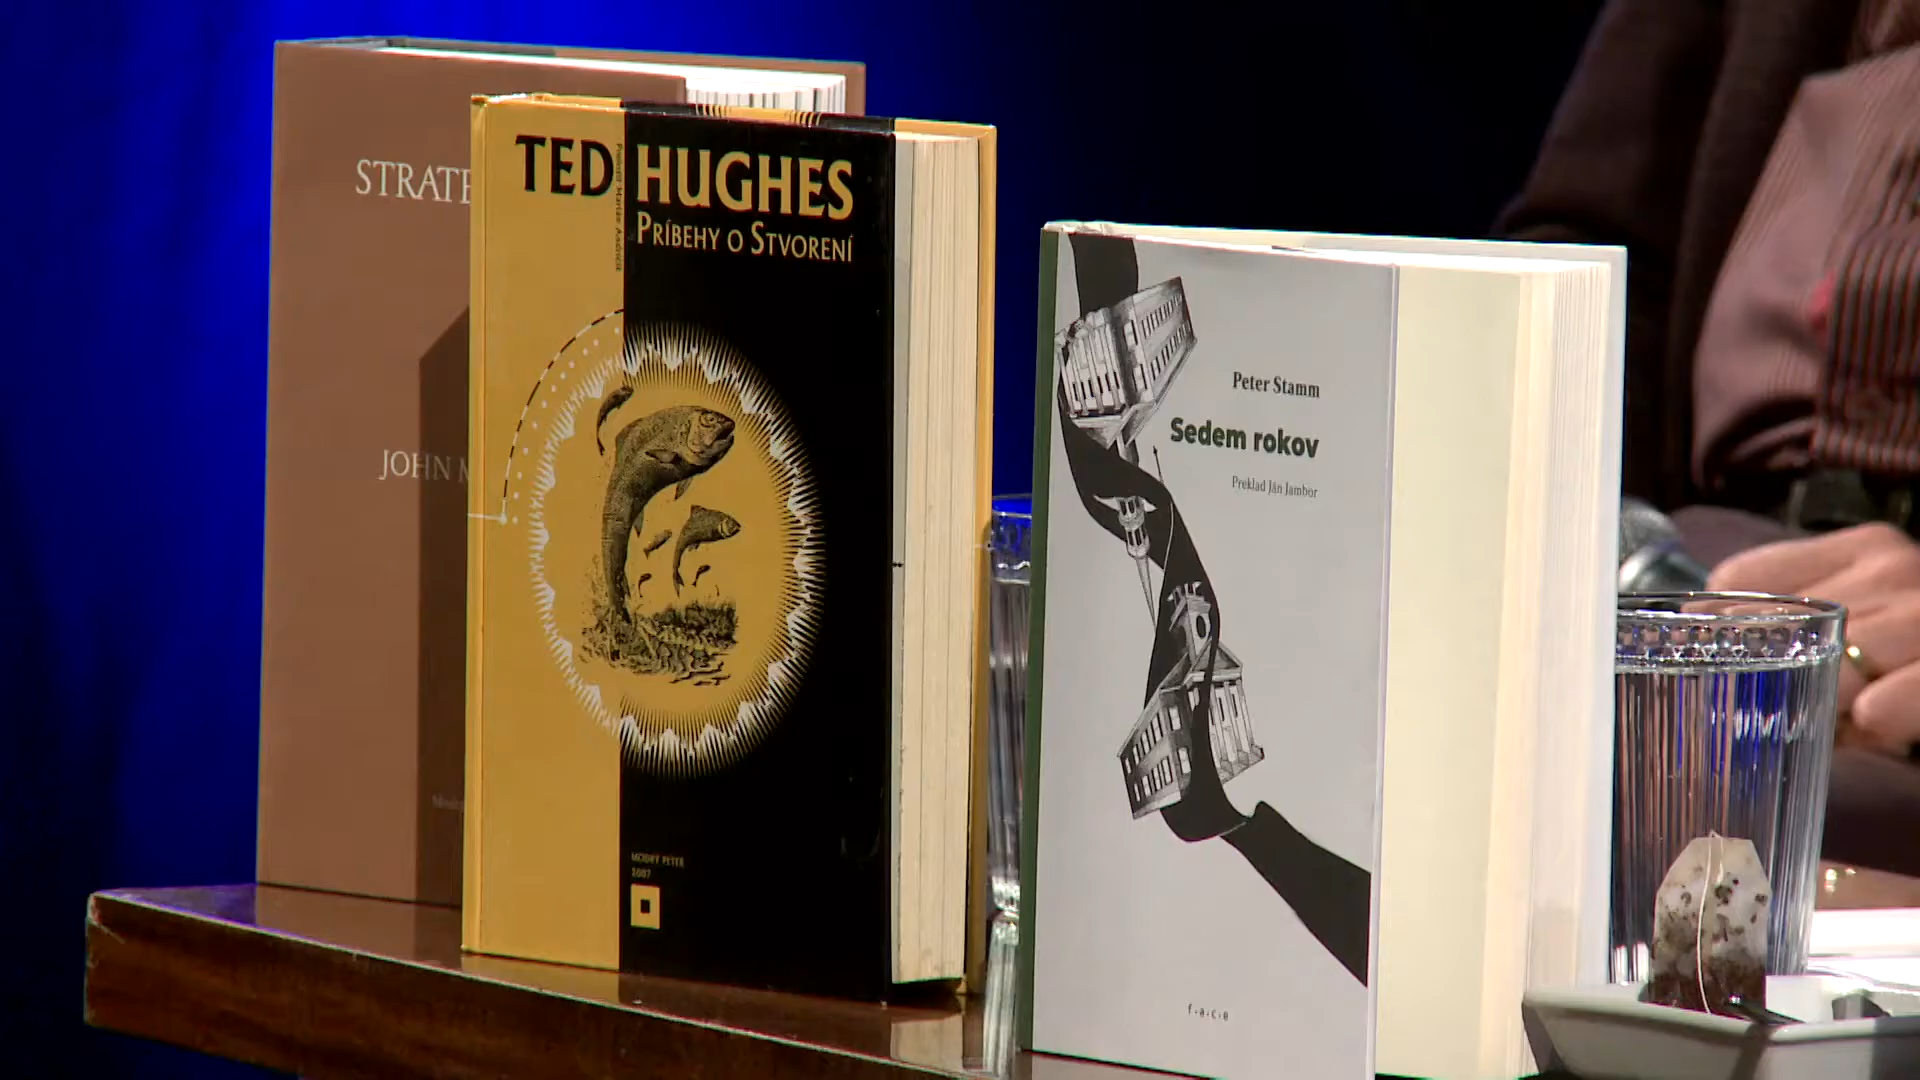 STRATE
JOHN M
TED HUGHES
PRÍBEHY O STVORENÍ
MODRÝ PETER
2007
Peter Stamm
Sedem rokov
Preklad Ján Jambor
f·a·c·e